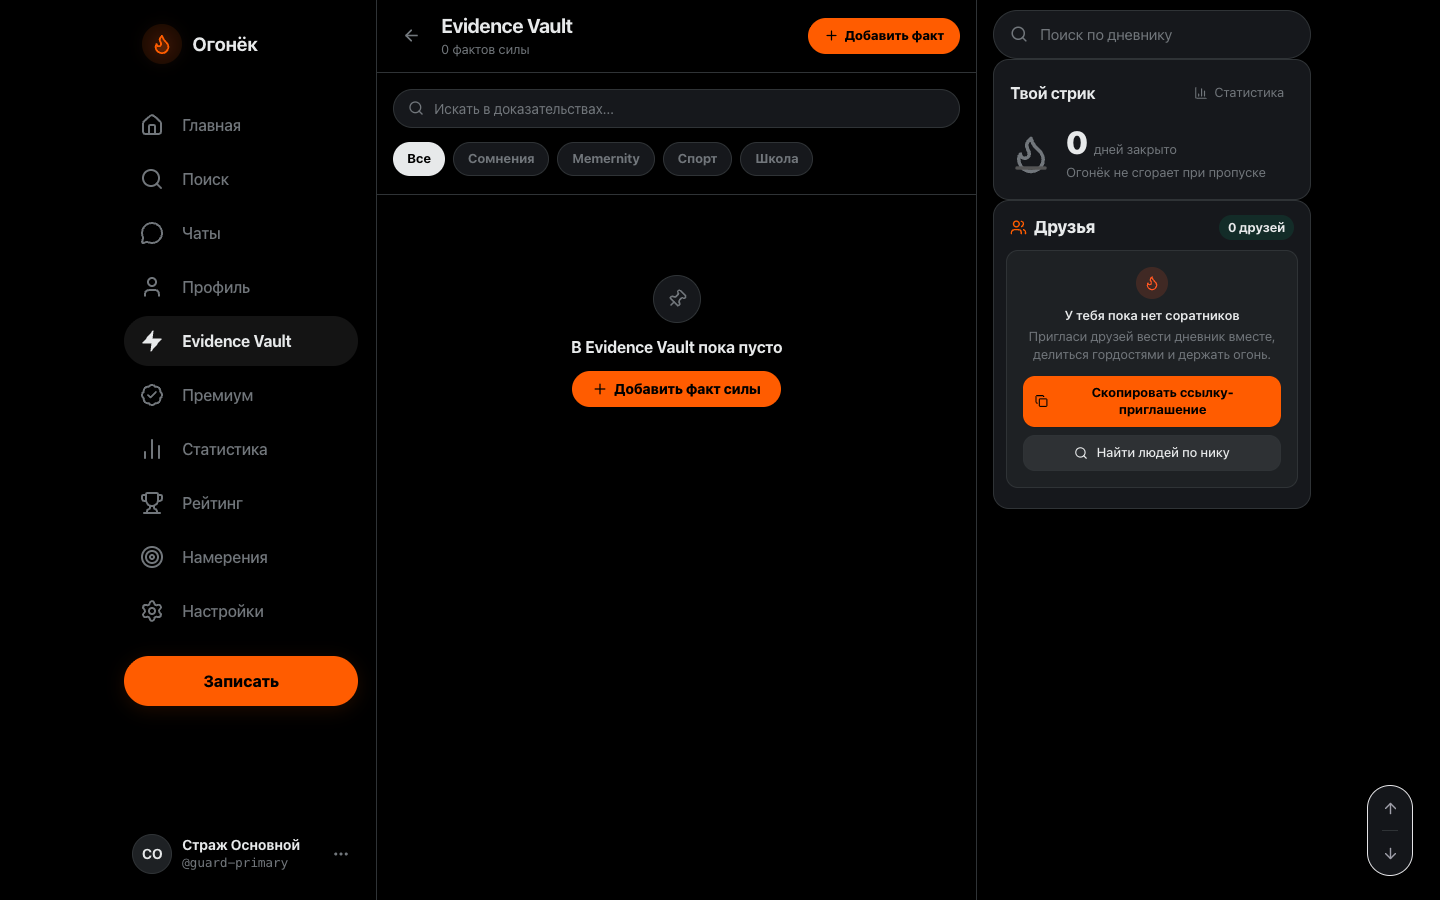 Огонёк
Главная
Поиск
Чаты
Профиль
Evidence Vault
Премиум
Статистика
Рейтинг
Намерения
Настройки
Записать
СО
Страж Основной
@guard-primary
Evidence Vault
0 фактов силы
Добавить факт
Искать в доказательствах...
Все
Сомнения
Memernity
Спорт
Школа
В Evidence Vault пока пусто
Добавить факт силы
Поиск по дневнику
Твой стрик
Статистика
0 дней закрыто
Огонёк не сгорает при пропуске
Друзья
0 друзей
У тебя пока нет соратников
Пригласи друзей вести дневник вместе,
делиться гордостями и держать огонь.
Скопировать ссылку-
приглашение
Найти людей по нику